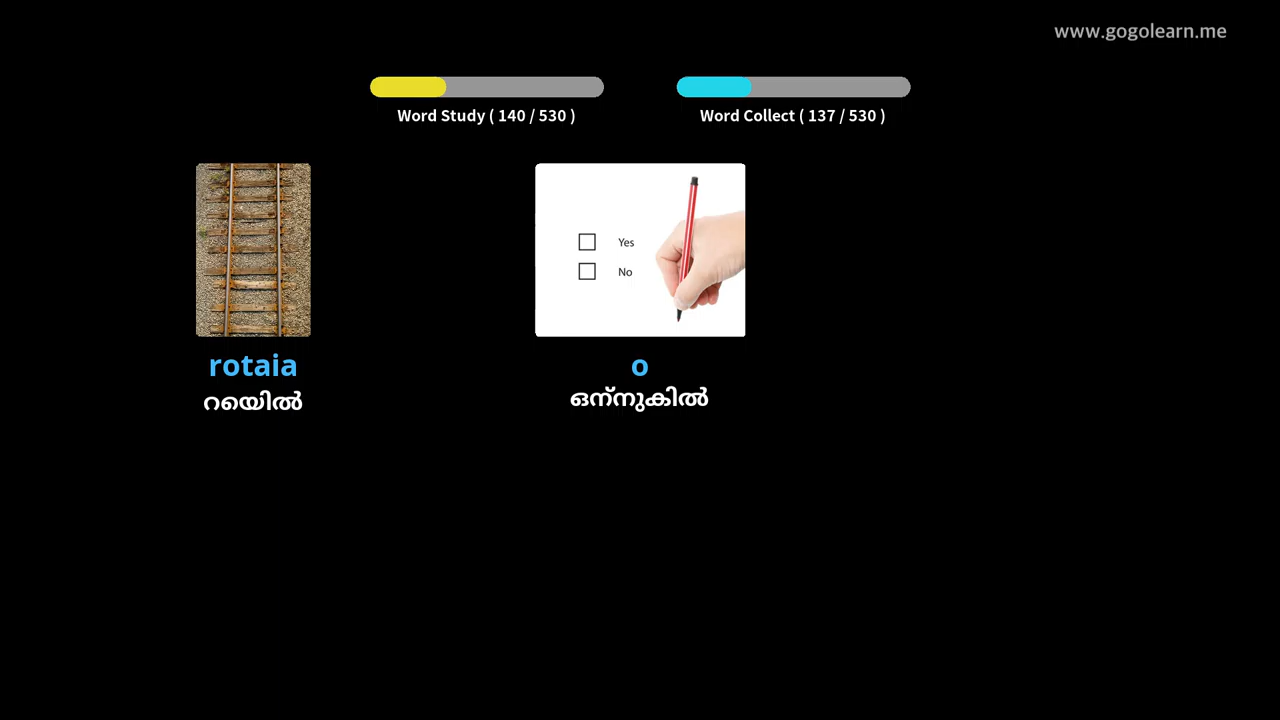 www.gogolearn.me
Word Study ( 140 / 530 )
Word Collect ( 137 / 530 )
Yes
No
rotaia
റയെിൽ
o
ഒന്നുകിൽ